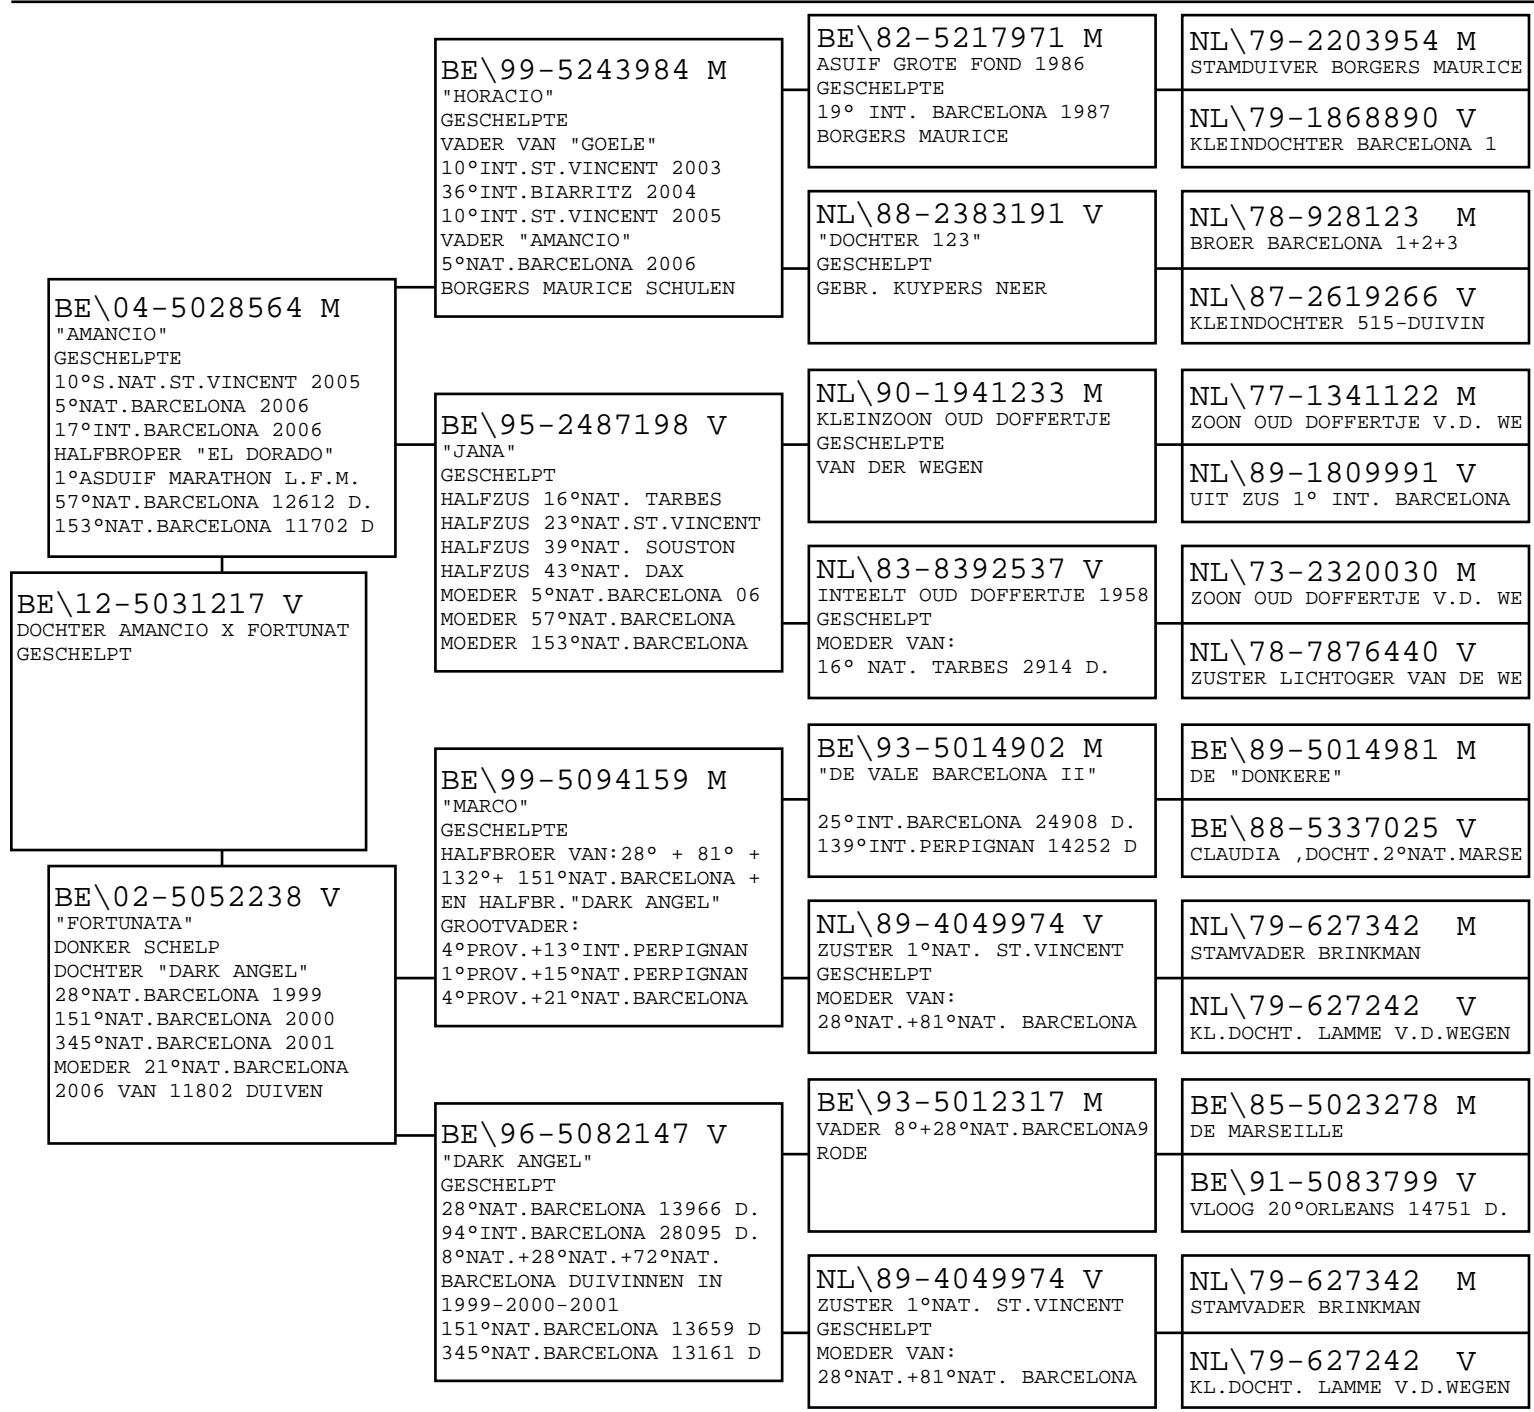 BE\12-5031217 V
DOCHTER AMANCIO X FORTUNAT
GESCHELPT
BE\04-5028564 M
"AMANCIO"
GESCHELPTE
10°S.NAT.ST.VINCENT 2005
5°NAT.BARCELONA 2006
17°INT.BARCELONA 2006
HALFBROPER "EL DORADO"
1°ASDUIF MARATHON L.F.M.
57°NAT.BARCELONA 12612 D.
153°NAT.BARCELONA 11702 D
BE\02-5052238 V
"FORTUNATA"
DONKER SCHELP
DOCHTER "DARK ANGEL"
28°NAT.BARCELONA 1999
151°NAT.BARCELONA 2000
345°NAT.BARCELONA 2001
MOEDER 21°NAT.BARCELONA
2006 VAN 11802 DUIVEN
BE\99-5243984 M
"HORACIO"
GESCHELPTE
VADER VAN "GOELE"
10°INT.ST.VINCENT 2003
36°INT.BIARRITZ 2004
10°INT.ST.VINCENT 2005
VADER "AMANCIO"
5°NAT.BARCELONA 2006
BORGERS MAURICE SCHULEN
BE\95-2487198 V
"JANA"
GESCHELPT
HALFZUS 16°NAT. TARBES
HALFZUS 23°NAT.ST.VINCENT
HALFZUS 39°NAT. SOUSTON
HALFZUS 43°NAT. DAX
MOEDER 5°NAT.BARCELONA 06
MOEDER 57°NAT.BARCELONA
MOEDER 153°NAT.BARCELONA
BE\99-5094159 M
"MARCO"
GESCHELPTE
HALFBROER VAN:28° + 81° +
132°+ 151°NAT.BARCELONA +
EN HALFBR."DARK ANGEL"
GROOTVADER:
4°PROV.+13°INT.PERPIGNAN
1°PROV.+15°NAT.PERPIGNAN
4°PROV.+21°NAT.BARCELONA
BE\96-5082147 V
"DARK ANGEL"
GESCHELPT
28°NAT.BARCELONA 13966 D.
94°INT.BARCELONA 28095 D.
8°NAT.+28°NAT.+72°NAT.
BARCELONA DUIVINNEN IN
1999-2000-2001
151°NAT.BARCELONA 13659 D
345°NAT.BARCELONA 13161 D
BE\82-5217971 M
ASUIF GROTE FOND 1986
GESCHELPTE
19° INT. BARCELONA 1987
BORGERS MAURICE
NL\88-2383191 V
"DOCHTER 123"
GESCHELPT
GEBR. KUYPERS NEER
NL\90-1941233 M
KLEINZOON OUD DOFFERTJE
GESCHELPTE
VAN DER WEGEN
NL\83-8392537 V
INTEELT OUD DOFFERTJE 1958
GESCHELPT
MOEDER VAN:
16° NAT. TARBES 2914 D.
BE\93-5014902 M
"DE VALE BARCELONA II"
25°INT.BARCELONA 24908 D.
139°INT.PERPIGNAN 14252 D
NL\89-4049974 V
ZUSTER 1°NAT. ST.VINCENT
GESCHELPT
MOEDER VAN:
28°NAT.+81°NAT. BARCELONA
BE\93-5012317 M
VADER 8°+28°NAT.BARCELONA9
RODE
NL\89-4049974 V
ZUSTER 1°NAT. ST.VINCENT
GESCHELPT
MOEDER VAN:
28°NAT.+81°NAT. BARCELONA
NL\79-2203954 M
STAMDUIVER BORGERS MAURICE
NL\79-1868890 V
KLEINDOCHTER BARCELONA 1
NL\78-928123 M
BROER BARCELONA 1+2+3
NL\87-2619266 V
KLEINDOCHTER 515-DUIVIN
NL\77-1341122 M
ZOON OUD DOFFERTJE V.D. WE
NL\89-1809991 V
UIT ZUS 1° INT. BARCELONA
NL\73-2320030 M
ZOON OUD DOFFERTJE V.D. WE
NL\78-7876440 V
ZUSTER LICHTOGER VAN DE WE
BE\89-5014981 M
DE "DONKERE"
BE\88-5337025 V
CLAUDIA ,DOCHT.2°NAT.MARSE
NL\79-627342 M
STAMVADER BRINKMAN
NL\79-627242 V
KL.DOCHT. LAMME V.D.WEGEN
BE\85-5023278 M
DE MARSEILLE
BE\91-5083799 V
VLOOG 20°ORLEANS 14751 D.
NL\79-627342 M
STAMVADER BRINKMAN
NL\79-627242 V
KL.DOCHT. LAMME V.D.WEGEN